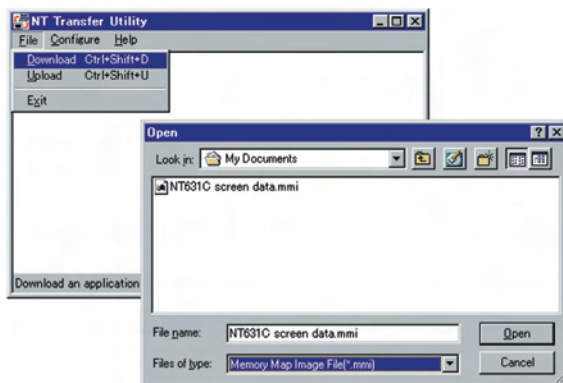 NT Transfer Utility
File Configure Help
Download Ctrl+Shift+D
Upload Ctrl+Shift+U
Exit
Download an application
Open
Look in: My Documents
NT631C screen data.mmi
File name: NT631C screen data.mmi Open
Files of type: Memory Map Image File(*.mmi) Cancel